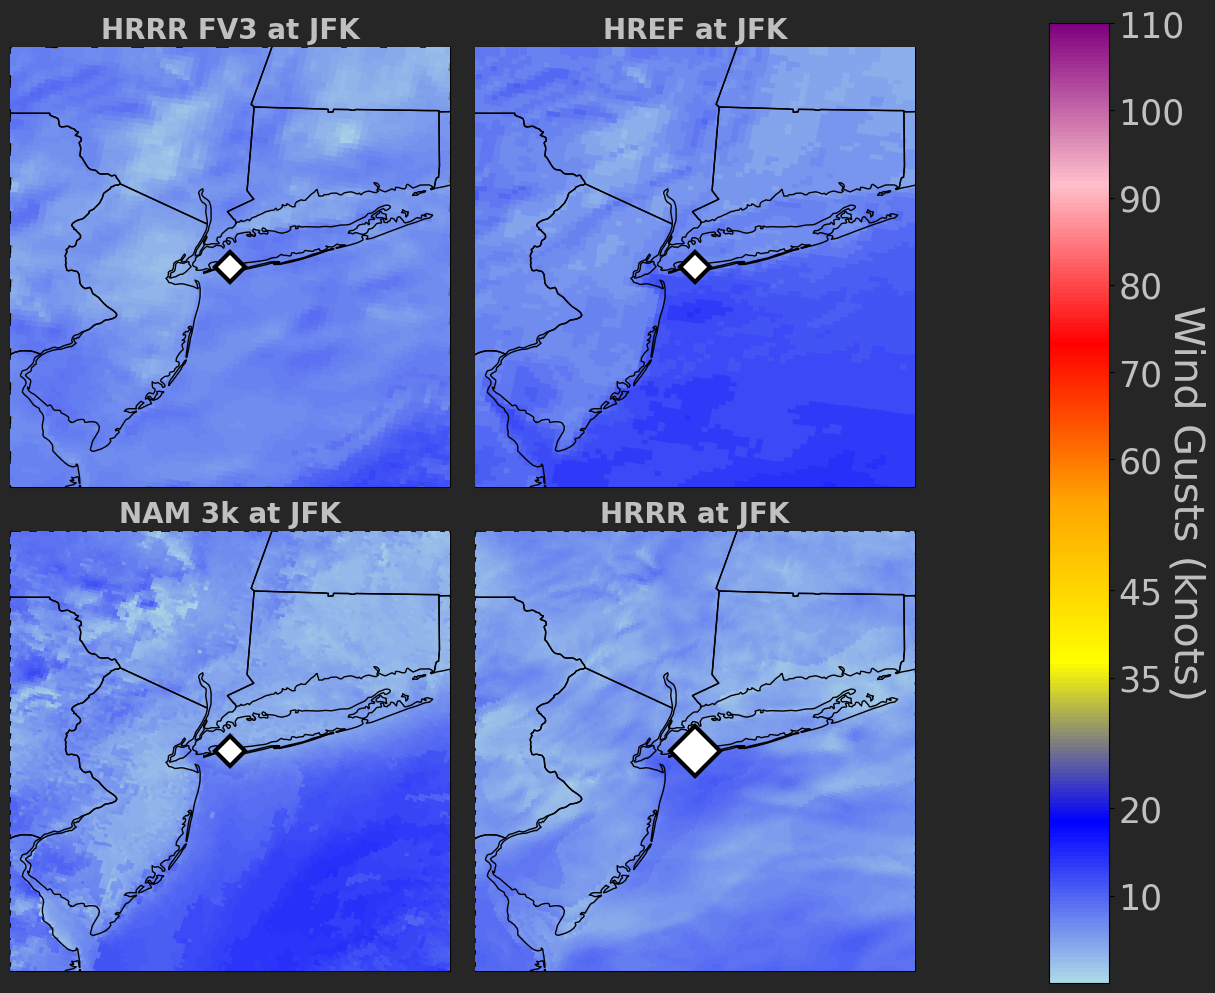 HRRR FV3 at JFK
HREF at JFK
NAM 3k at JFK
HRRR at JFK
110
100
90
80
70
60
45
35
20
10
Wind Gusts (knots)